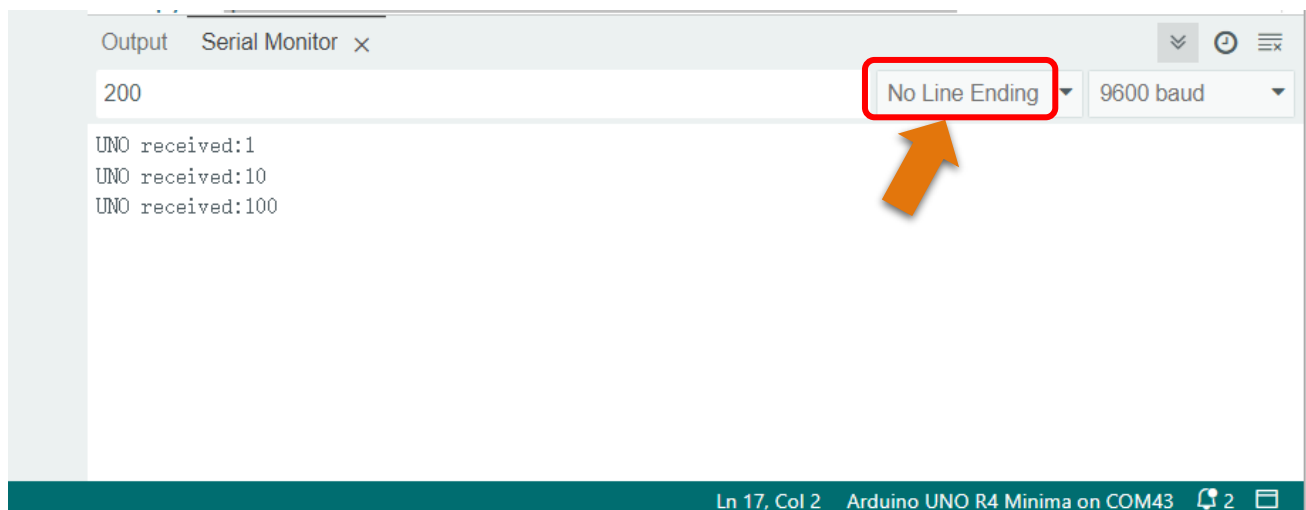 Output Serial Monitor
200 No Line Ending 9600 baud
UNO received:1
UNO received:10
UNO received:100
Ln 17, Col 2 Arduino UNO R4 Minima on COM43 2